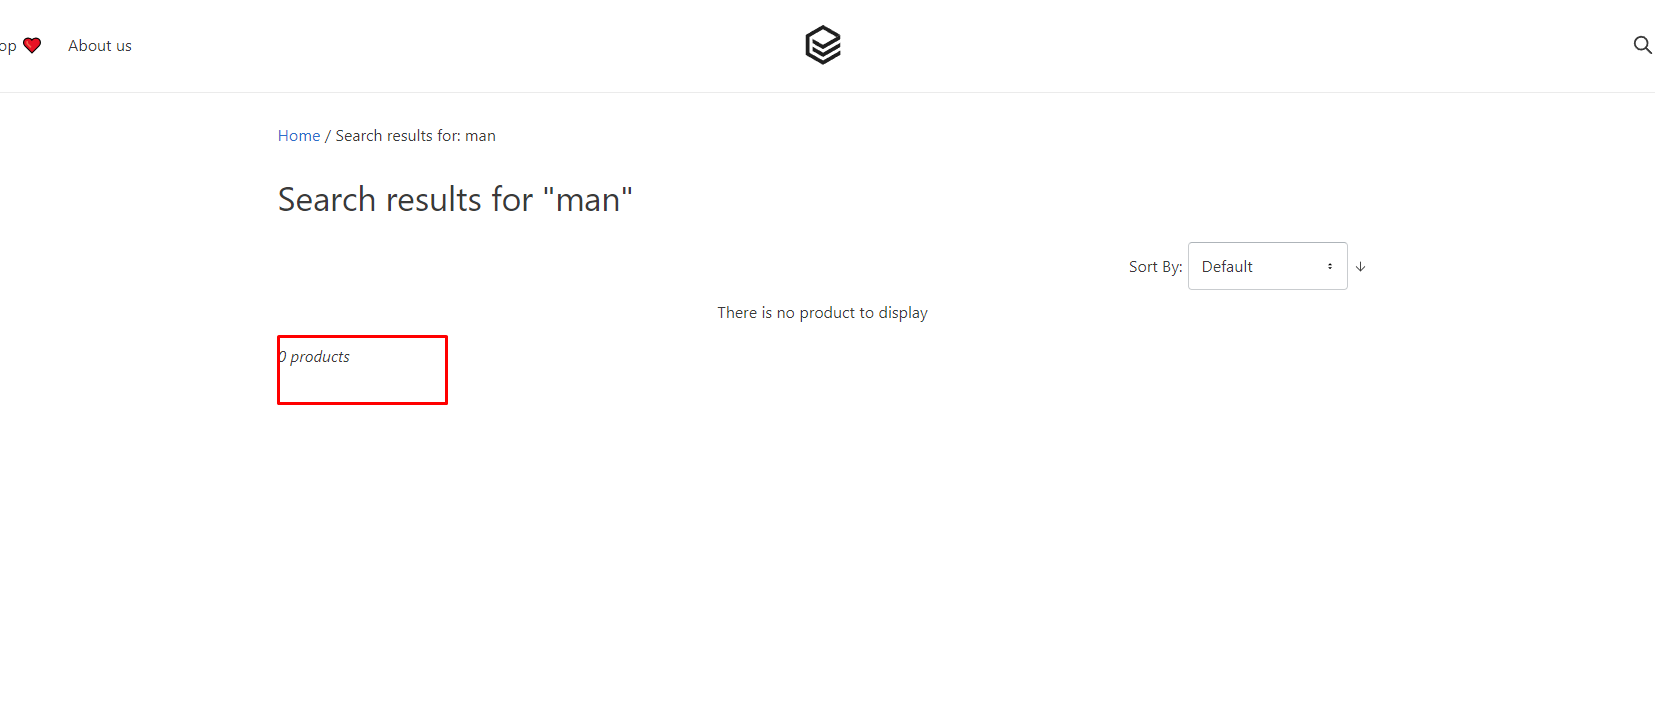 op About us
Home / Search results for: man
Search results for "man"
Sort By: Default
There is no product to display
0 products